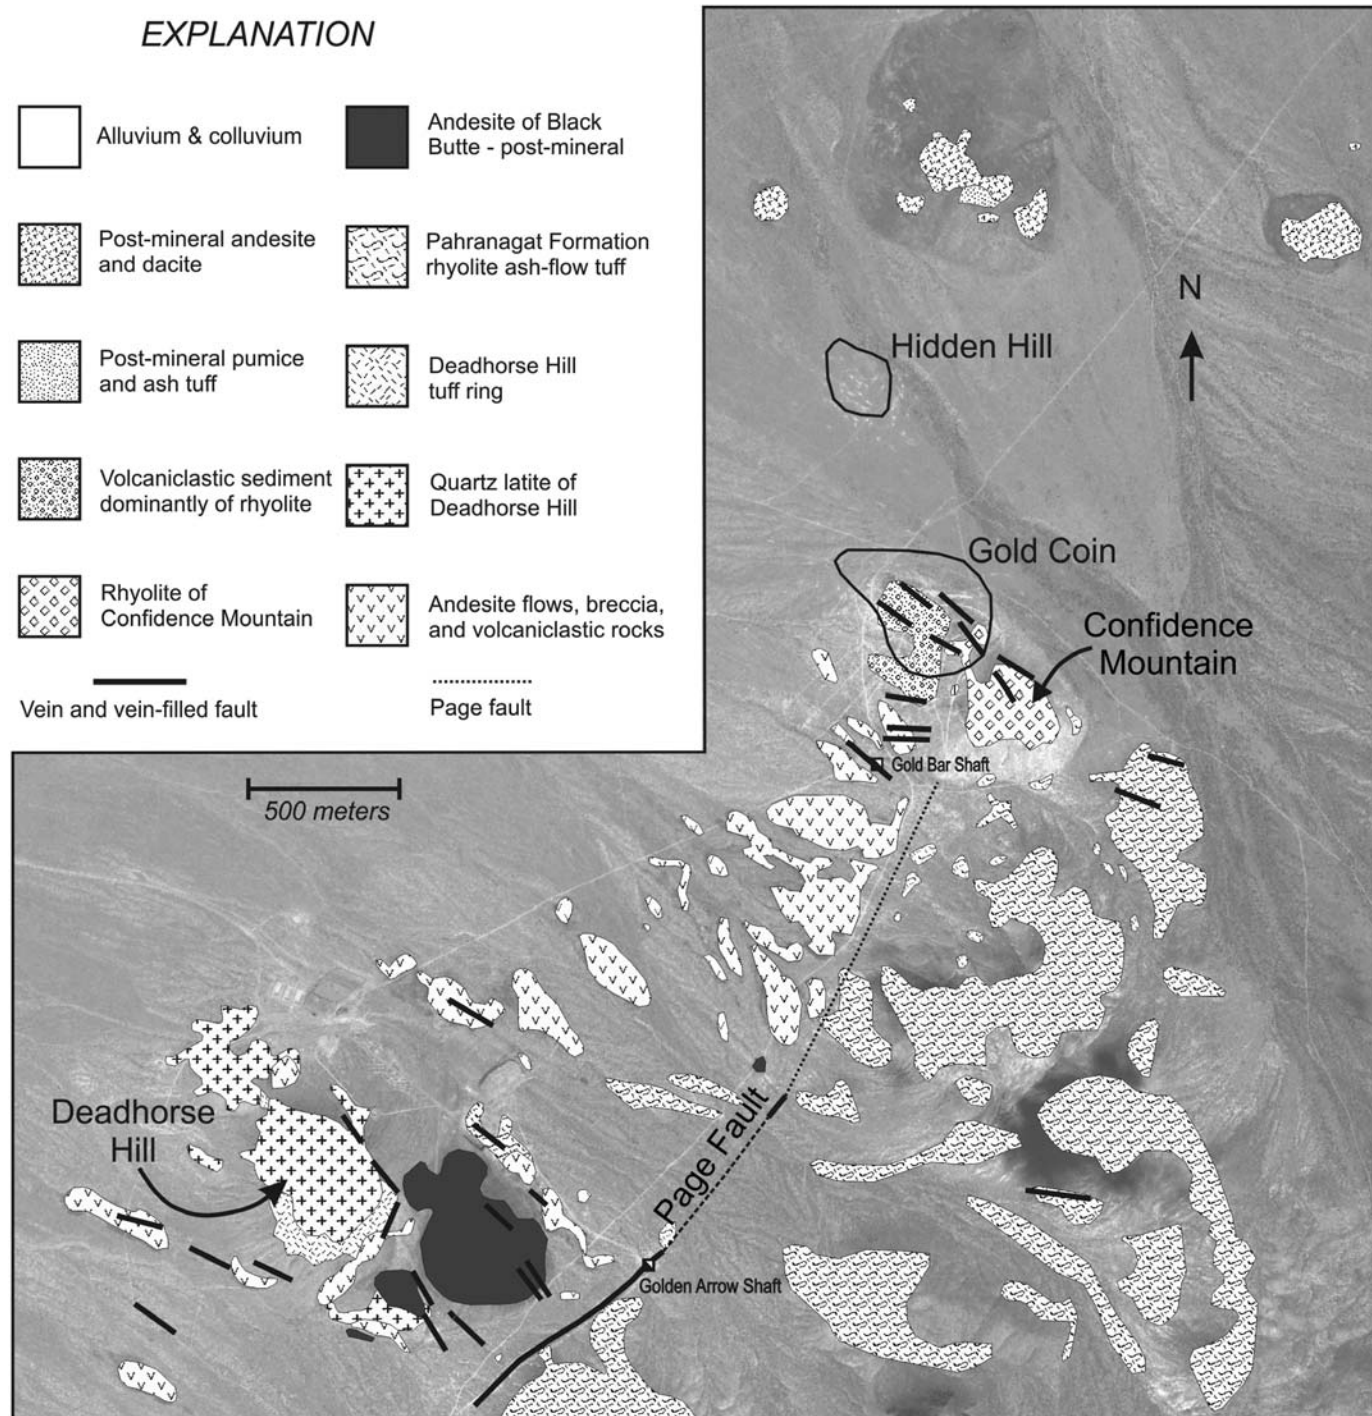 EXPLANATION
Alluvium & colluvium
Andesite of Black
Butte - post-mineral
Post-mineral andesite
and dacite
Pahranagat Formation
rhyolite ash-flow tuff
Post-mineral pumice
and ash tuff
Deadhorse Hill
tuff ring
Volcaniclastic sediment
dominantly of rhyolite
Quartz latite of
Deadhorse Hill
Rhyolite of
Confidence Mountain
Andesite flows, breccia,
and volcaniclastic rocks
Vein and vein-filled fault
Page fault
N
Hidden Hill
Gold Coin
Confidence
Mountain
Gold Bar Shaft
500 meters
Deadhorse
Hill
Page Fault
Golden Arrow Shaft